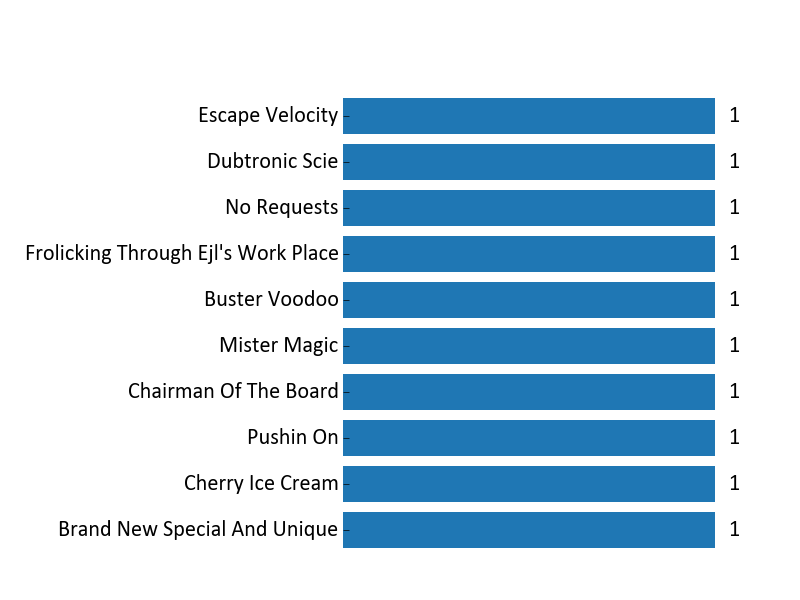 Escape Velocity 1
Dubtronic Scie 1
No Requests 1
Frolicking Through Ejl's Work Place 1
Buster Voodoo 1
Mister Magic 1
Chairman Of The Board 1
Pushin On 1
Cherry Ice Cream 1
Brand New Special And Unique 1